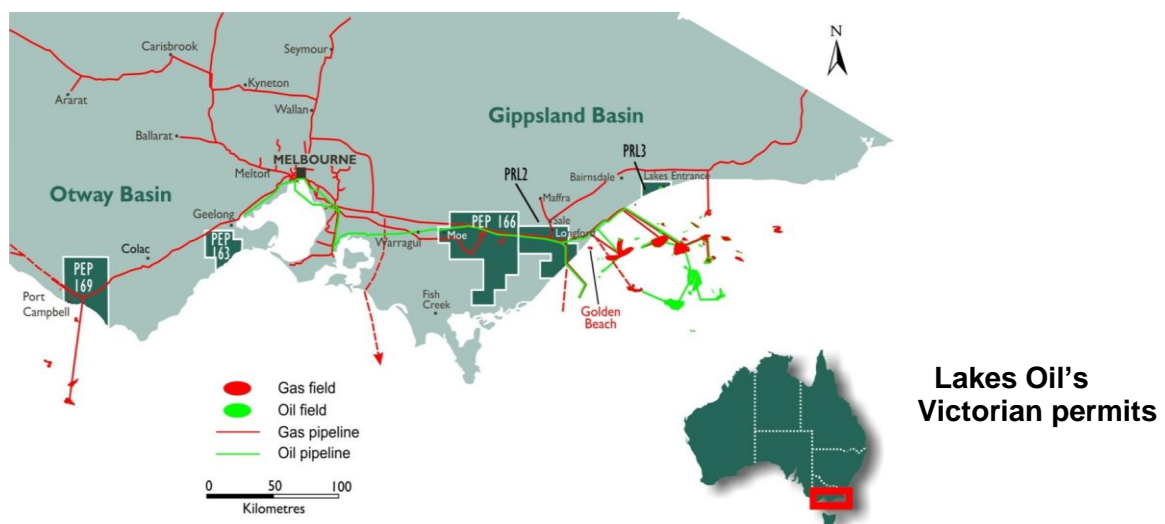 Carisbrook
Seymour
N
Kyneton
Ararat
Wallan
Gippsland Basin
Ballarat
PRL3
MELBOURNE
Bairnsdale
Lakes Entrance
Melton
PRL2
Otway Basin
Maffra
Geelong
PEP 166
Sale
Longford
Moe
Warragul
Colac
PEP
163
PEP
169
Port
Campbell
Fish
Creek
Golden
Beach
Gas field
Oil field
Gas pipeline
Oil pipeline
0 50 100
Kilometres
Lakes Oil’s
Victorian permits